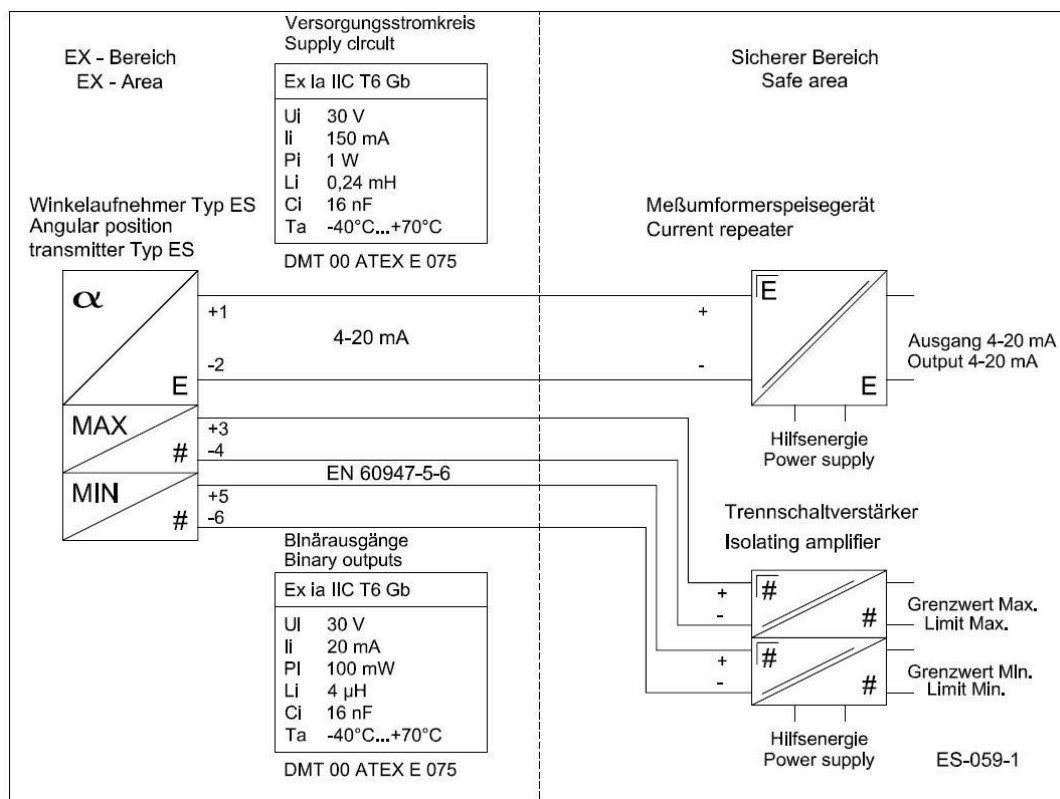 EX - Bereich
EX - Area
Versorgungsstromkreis
Supply circuit
Ex Ia IIC T6 Gb
Ui 30 V
Ii 150 mA
Pi 1 W
Li 0,24 mH
Ci 16 nF
Ta -40°C...+70°C
DMT 00 ATEX E 075
Sicherer Bereich
Safe area
Winkelaufnehmer Typ ES
Angular position
transmitter Typ ES
Meßumformerspeisegerät
Current repeater
α
E
+1
-2
4-20 mA
+
-
E
E
Ausgang 4-20 mA
Output 4-20 mA
Hilfsenergie
Power supply
MAX
#
+3
-4
MIN
#
+5
-6
EN 60947-5-6
Trennschaltverstärker
Isolating amplifier
BInärausgänge
Binary outputs
Ex ia IIC T6 Gb
UI 30 V
Ii 20 mA
PI 100 mW
Li 4 µH
Ci 16 nF
Ta -40°C...+70°C
DMT 00 ATEX E 075
+
-
#
#
Grenzwert Max.
Limit Max.
+
-
#
#
Grenzwert MIn.
Limit Min.
Hilfsenergie
Power supply
ES-059-1